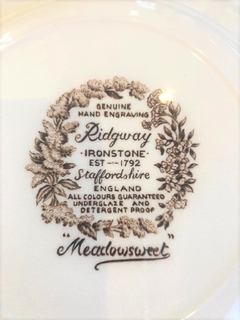 GENUINE
HAND ENGRAVING
Ridgway
· IRONSTONE ·
EST — 1792
Staffordshire
ENGLAND
ALL COLOURS GUARANTEED
UNDERGLAZE AND
DETERGENT PROOF
"Meadowsweet"